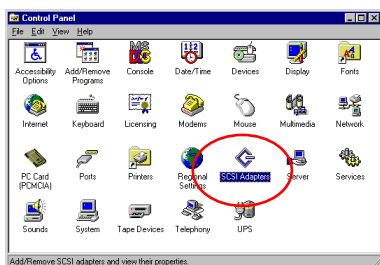 Control Panel
File Edit View Help
Accessibility Options
Add/Remove Programs
Console
Date/Time
Devices
Display
Fonts
Internet
Keyboard
Licensing
Modems
Mouse
Multimedia
Network
PC Card (PCMCIA)
Ports
Printers
Regional Settings
SCSI Adapters
Server
Services
Sounds
System
Tape Devices
Telephony
UPS
Add/Remove SCSI adapters and view their properties.